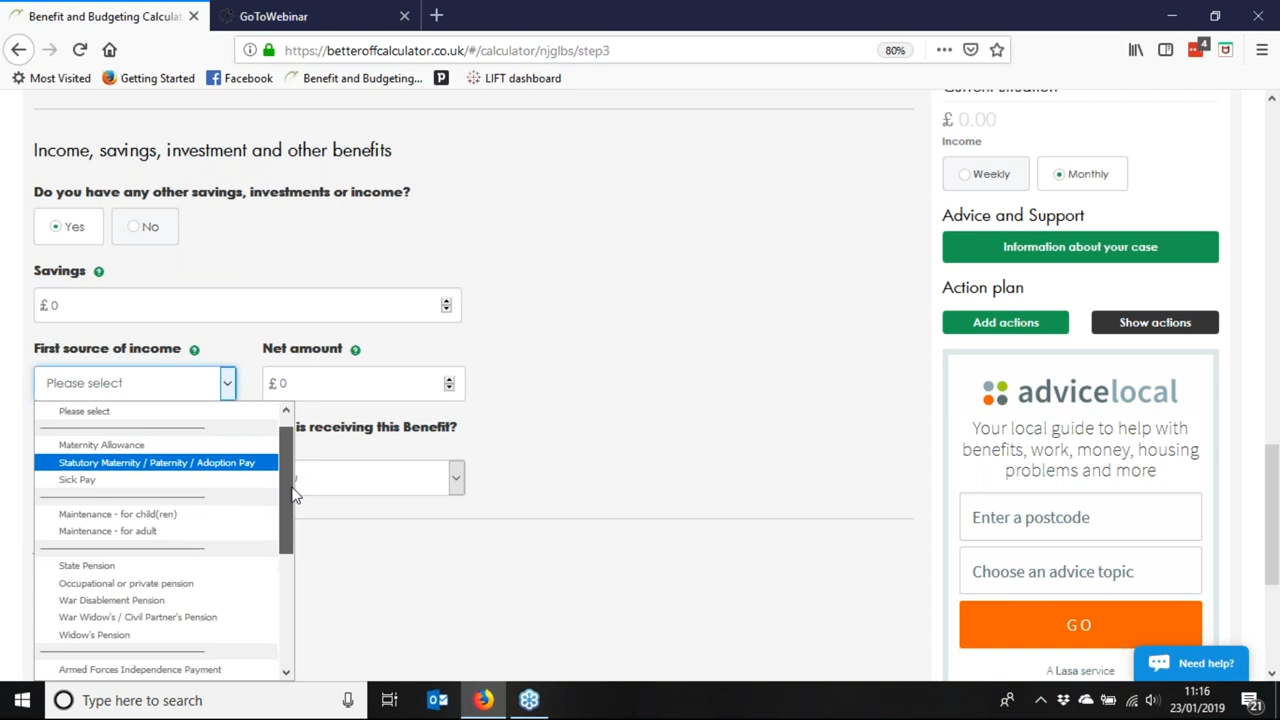 Benefit and Budgeting Calcula
GoToWebinar
https://betteroffcalculator.co.uk/#/calculator/njglbs/step3
80%
4
Most Visited
Getting Started
Facebook
Benefit and Budgeting...
LIFT dashboard
Income, savings, investment and other benefits
Do you have any other savings, investments or income?
Yes
No
Savings
£ 0
First source of income
Net amount
Please select
£ 0
Please select
Maternity Allowance
Statutory Maternity / Paternity / Adoption Pay
Sick Pay
Maintenance - for child(ren)
Maintenance - for adult
State Pension
Occupational or private pension
War Disablement Pension
War Widow's / Civil Partner's Pension
Widow's Pension
Armed Forces Independence Payment
is receiving this Benefit?
Current situation
£ 0.00
Income
Weekly
Monthly
Advice and Support
Information about your case
Action plan
Add actions
Show actions
advicelocal
Your local guide to help with
benefits, work, money, housing
problems and more
Enter a postcode
Choose an advice topic
GO
A Lasa service
Need help?
Type here to search
11:16
23/01/2019
21